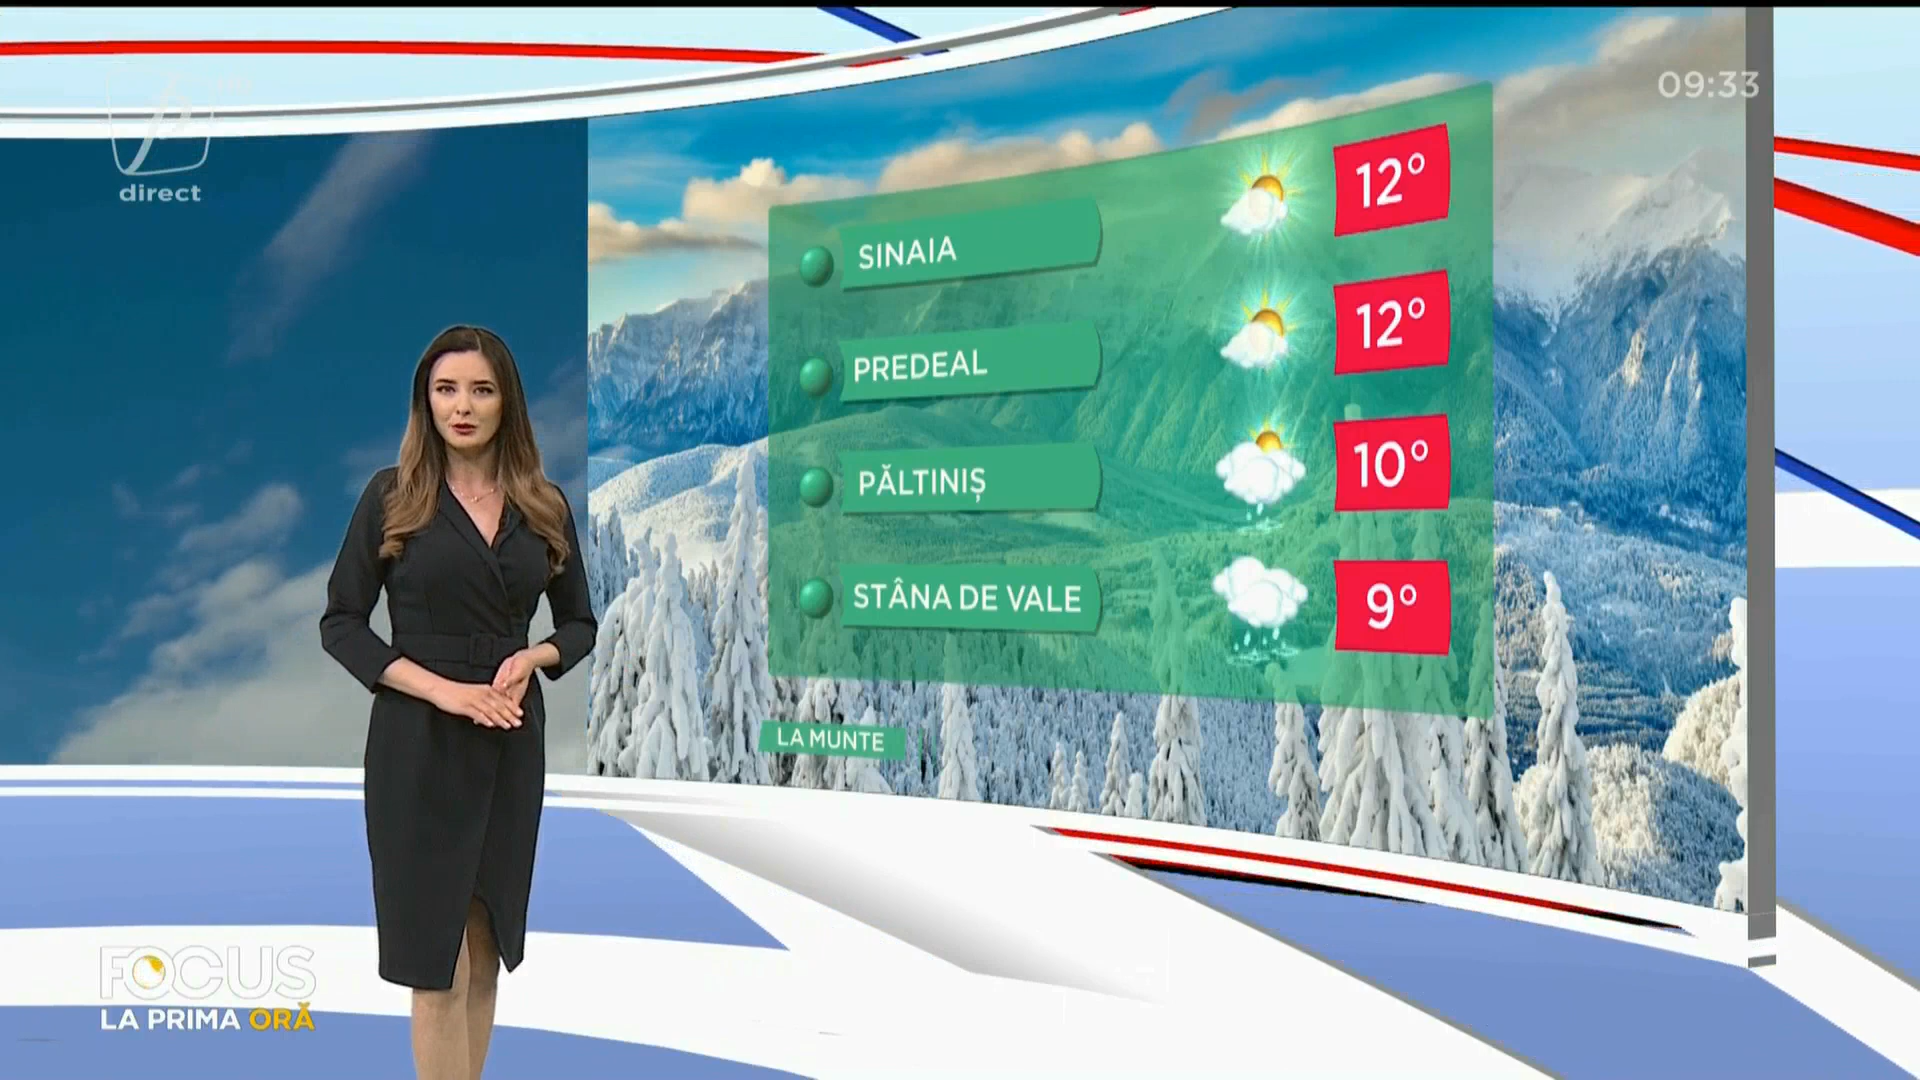 direct
09:33
SINAIA 12°
PREDEAL 12°
PĂLTINIȘ 10°
STÂNA DE VALE 9°
LA MUNTE
FOCUS
LA PRIMA ORĂ